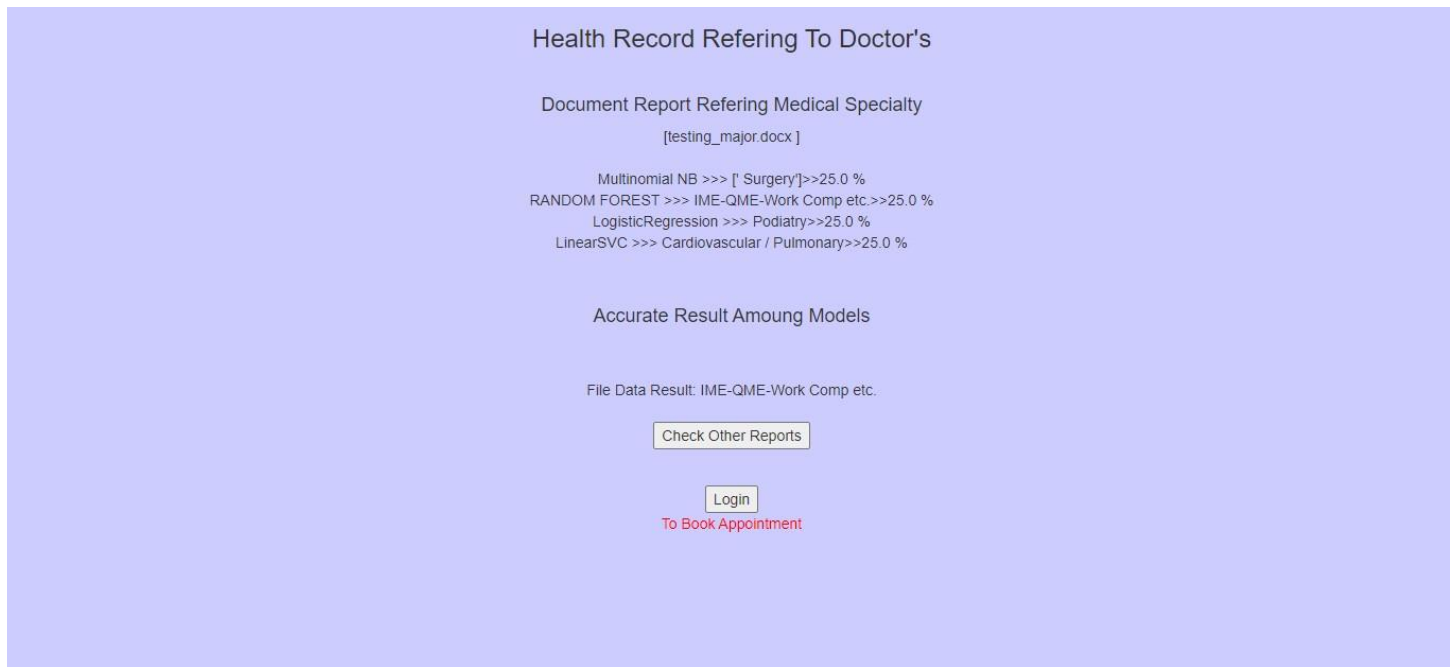 Health Record Refering To Doctor's
Document Report Refering Medical Specialty
[testing_major.docx ]
Multinomial NB >>> [' Surgery']>>25.0 %
RANDOM FOREST >>> IME-QME-Work Comp etc.>>25.0 %
LogisticRegression >>> Podiatry>>25.0 %
LinearSVC >>> Cardiovascular / Pulmonary>>25.0 %
Accurate Result Amoung Models
File Data Result: IME-QME-Work Comp etc.
Check Other Reports
Login
To Book Appointment